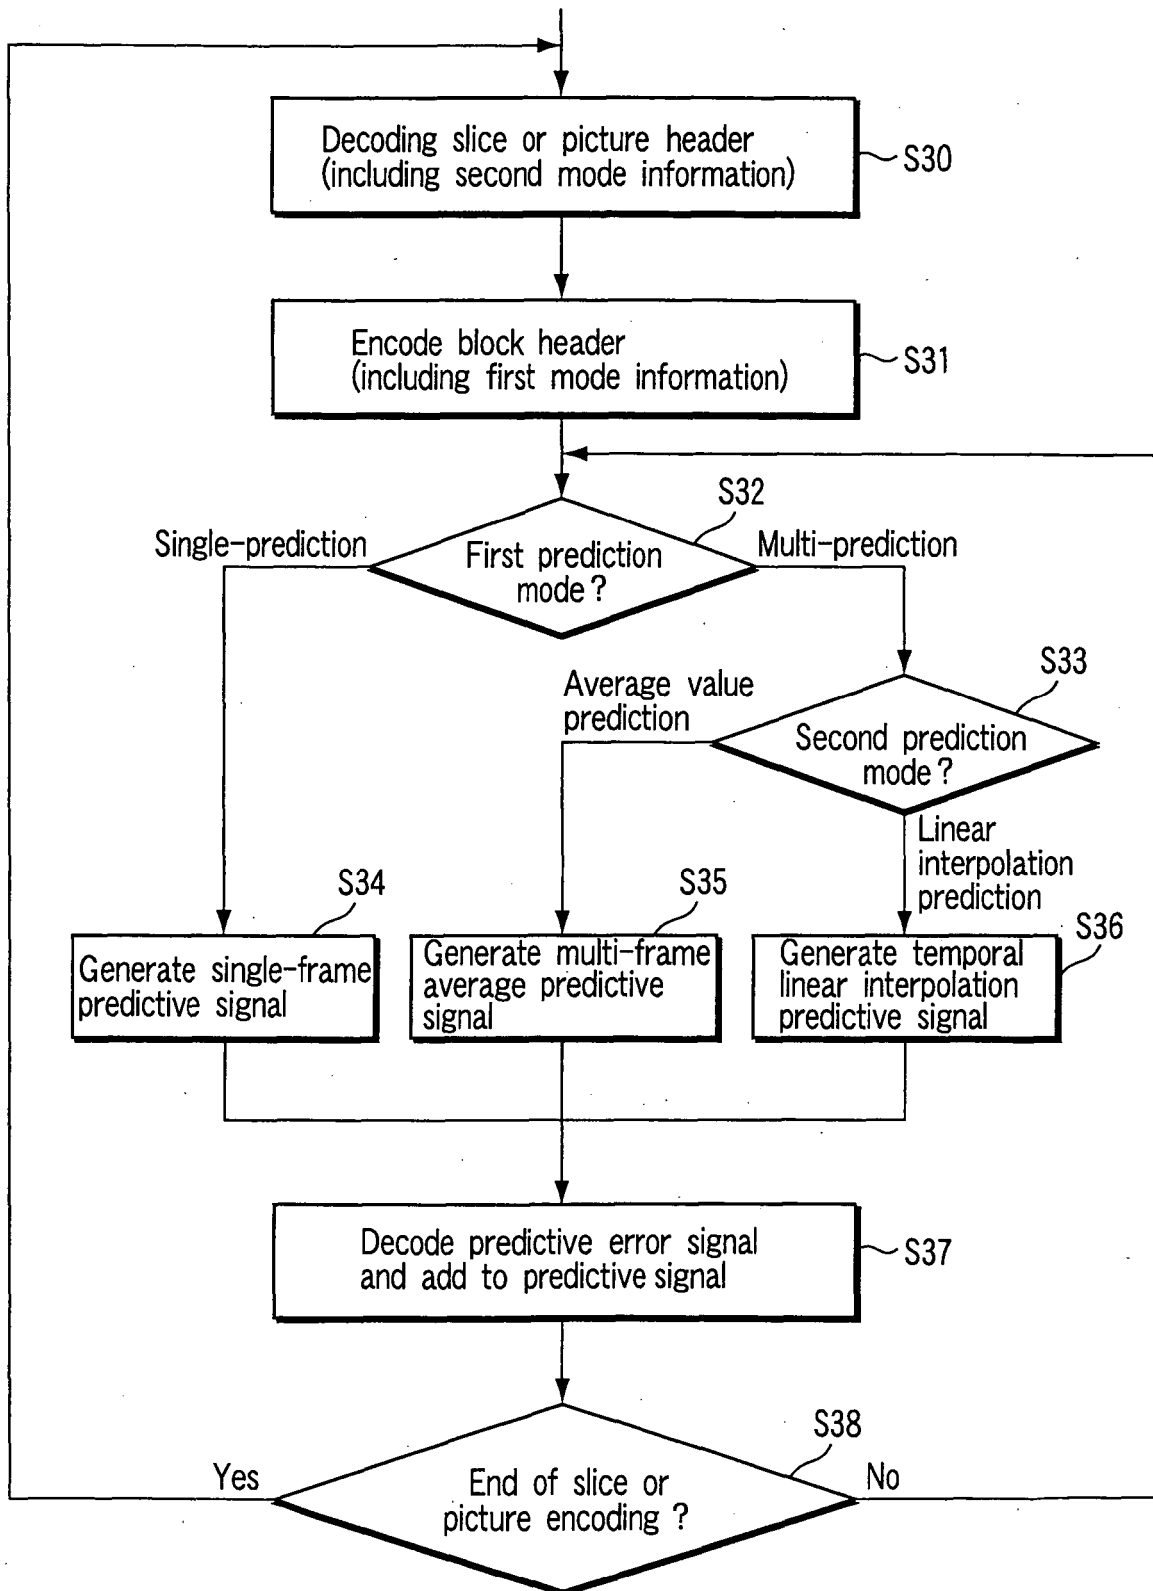 Decoding slice or picture header
(including second mode information)
S30
Encode block header
(including first mode information)
S31
S32
Single-prediction
Multi-prediction
First prediction
mode?
S33
Average value
prediction
Second prediction
mode?
Linear
interpolation
prediction
S34
S35
S36
Generate single-frame
predictive signal
Generate multi-frame
average predictive
signal
Generate temporal
linear interpolation
predictive signal
Decode predictive error signal
and add to predictive signal
S37
S38
Yes
No
End of slice or
picture encoding ?